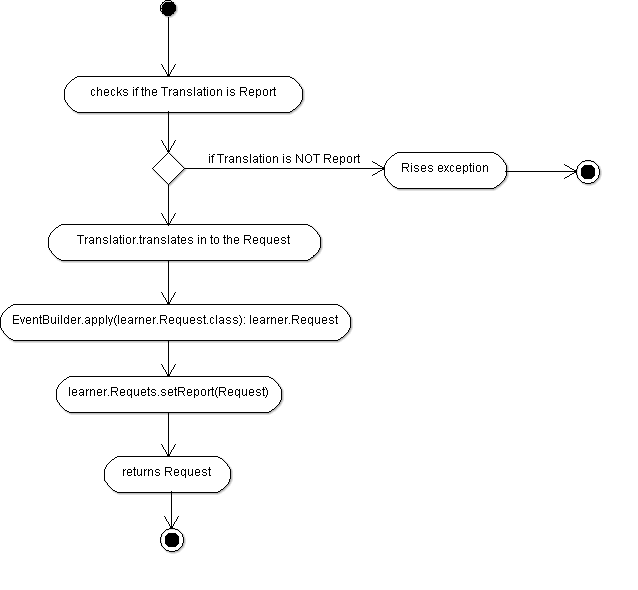 checks if the Translation is Report
if Translation is NOT Report
Rises exception
Translatior.translates in to the Request
EventBuilder.apply(learner.Request.class): learner.Request
learner.Requets.setReport(Request)
returns Request